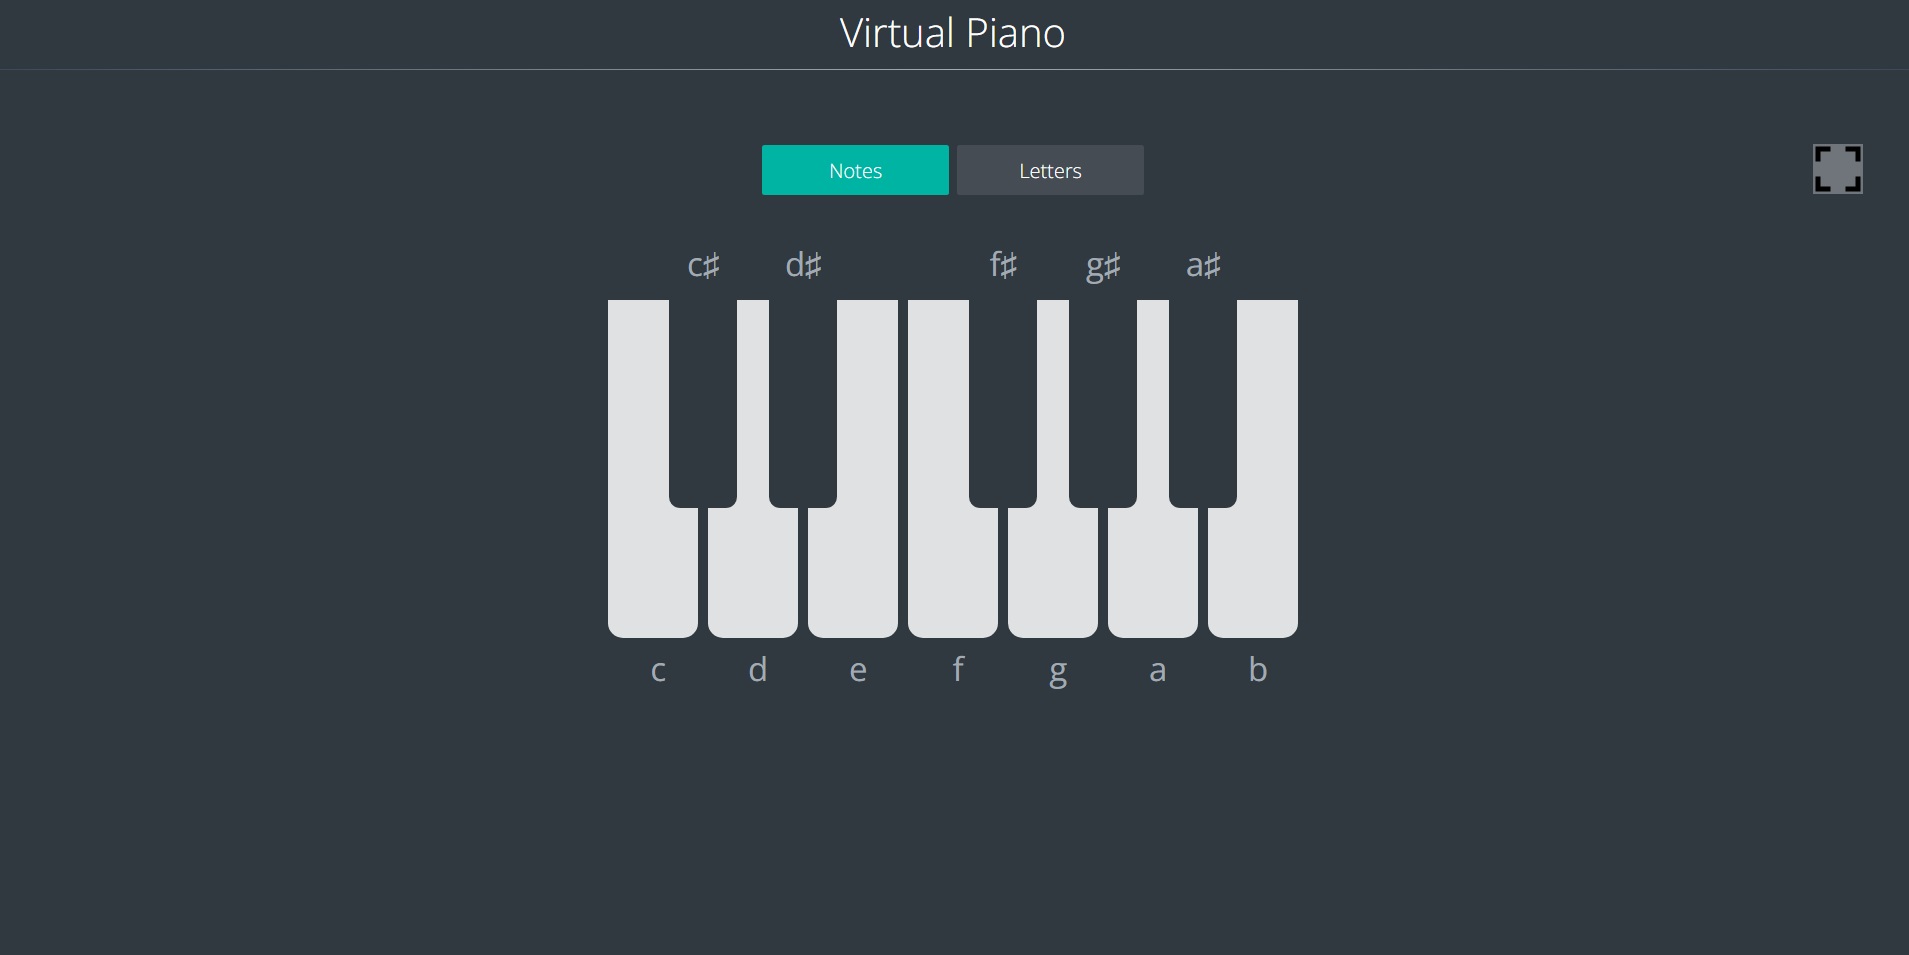 Virtual Piano
Notes Letters
c♯ d♯ f♯ g♯ a♯
c d e f g a b